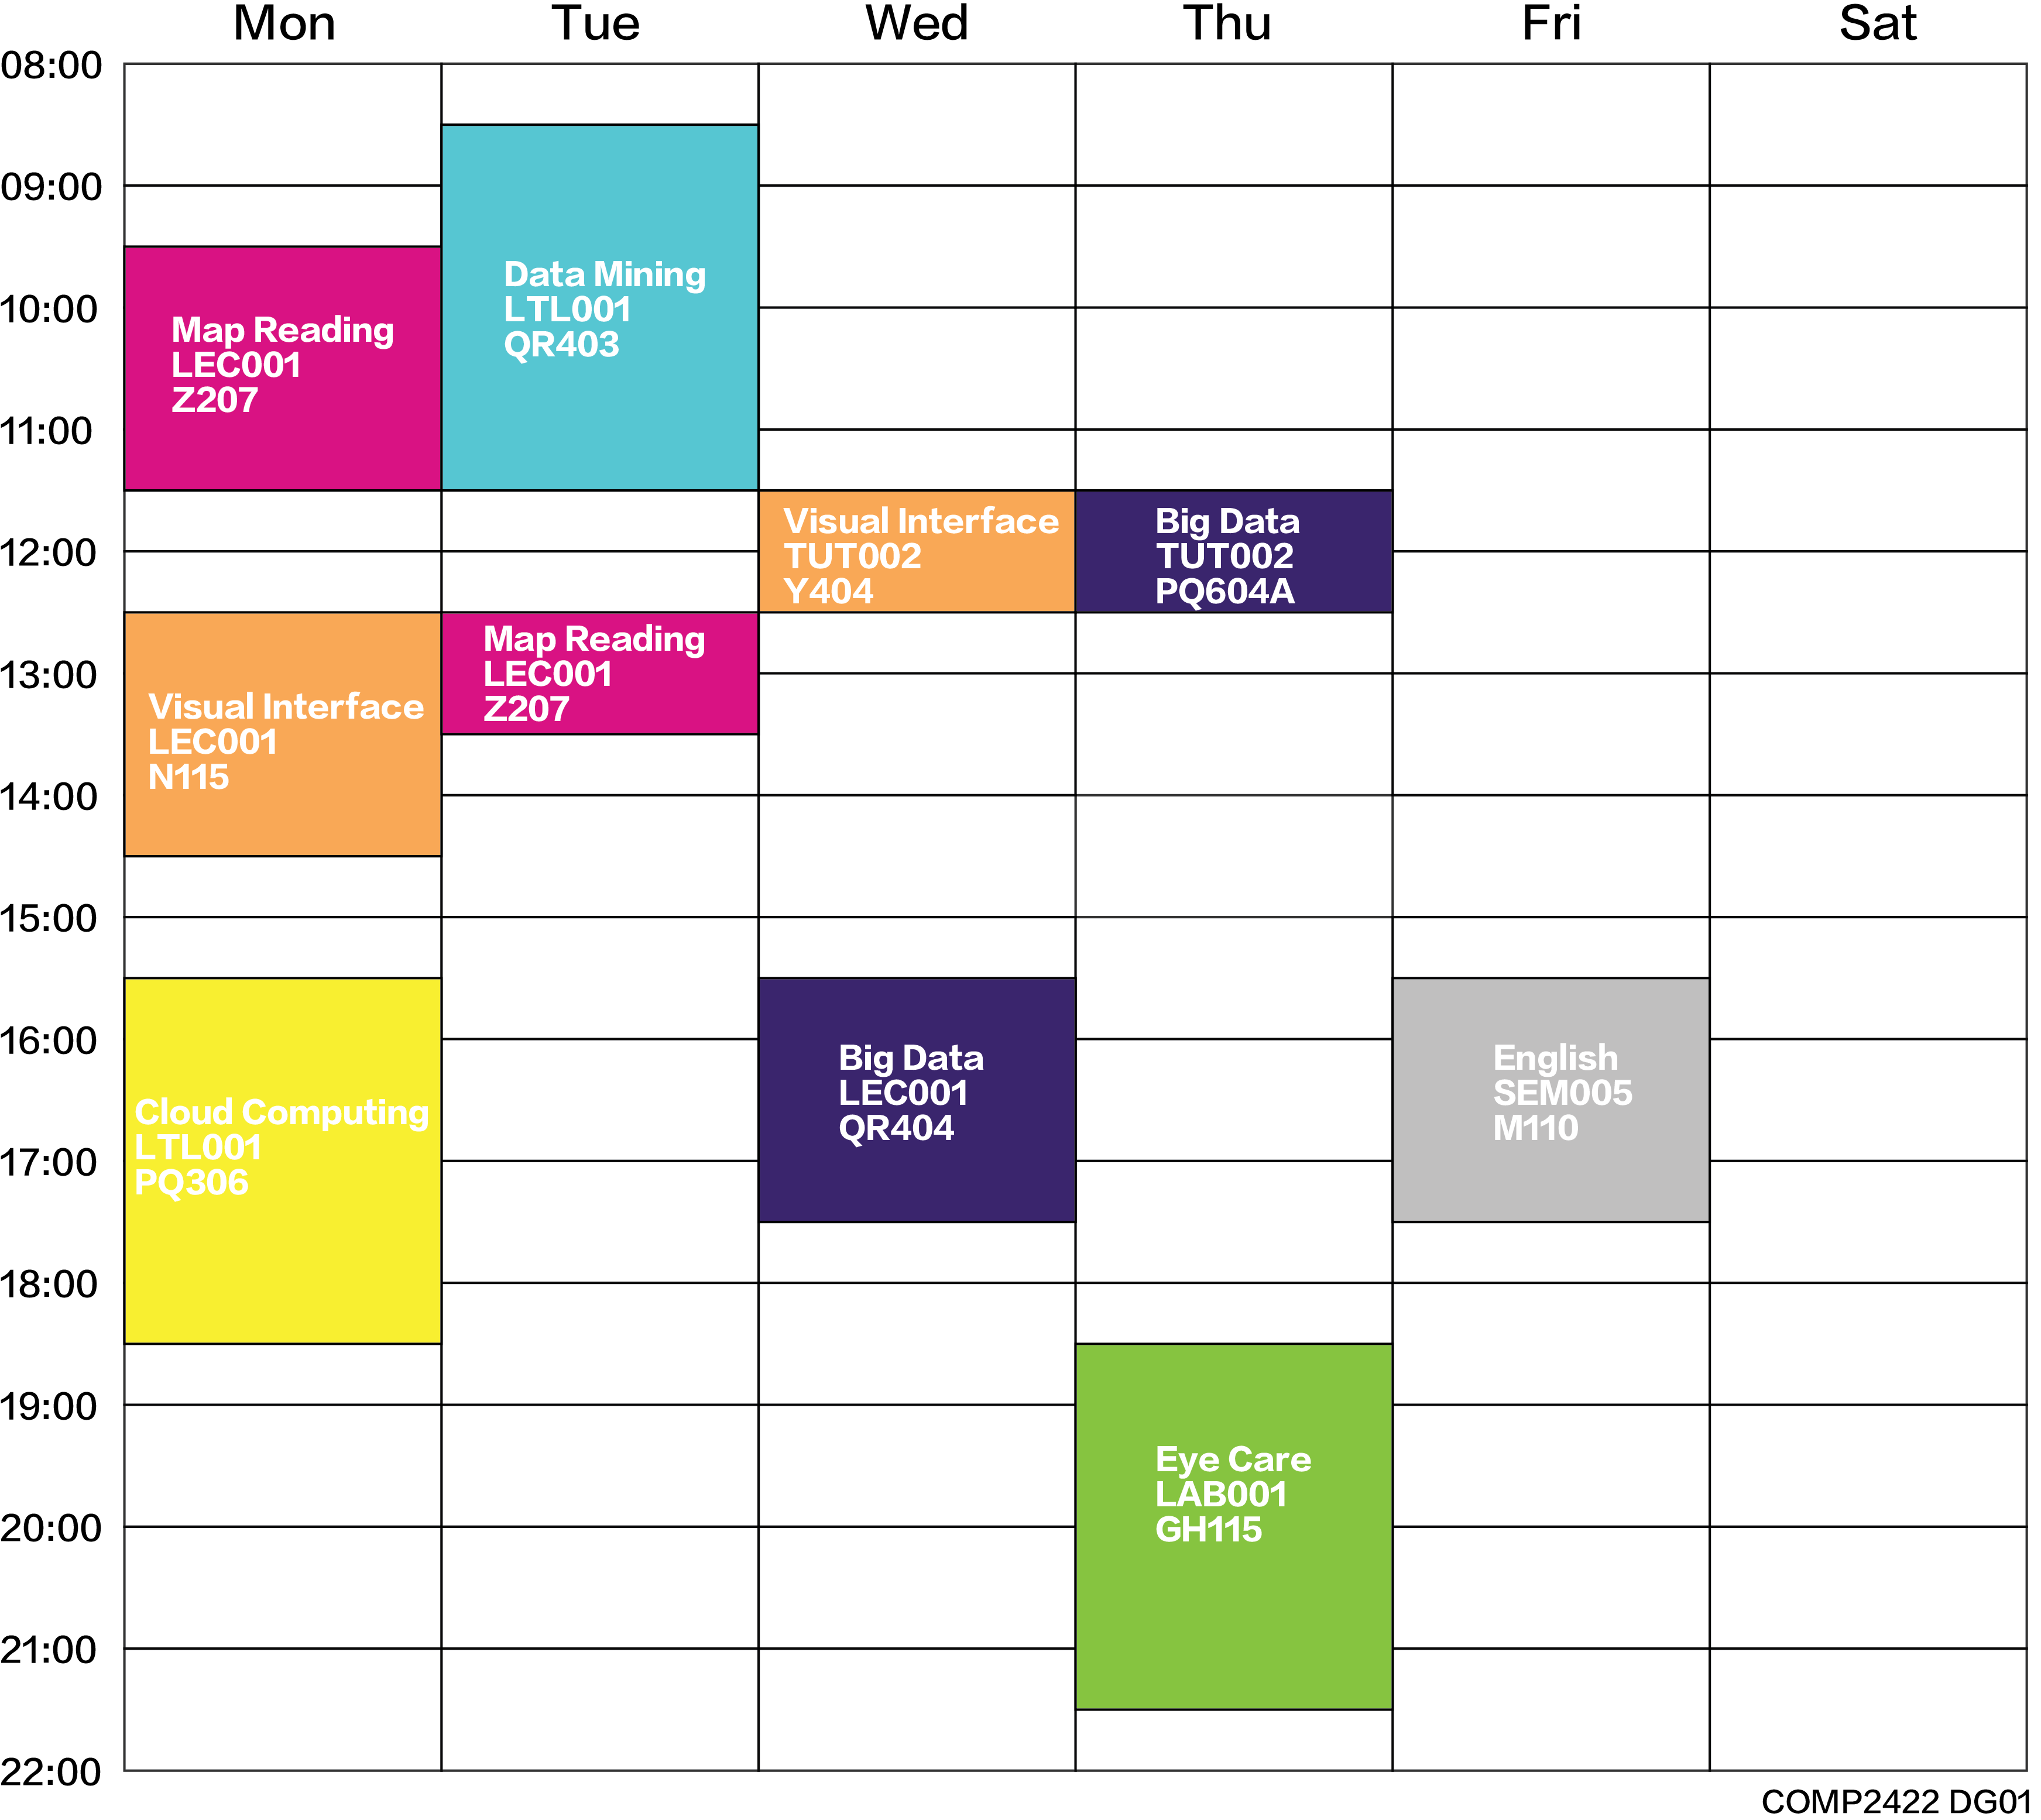 Mon Tue Wed Thu Fri Sat
08:00
09:00
10:00
11:00
12:00
13:00
14:00
15:00
16:00
17:00
18:00
19:00
20:00
21:00
22:00
Map Reading
LEC001
Z207
Visual Interface
LEC001
N115
Cloud Computing
LTL001
PQ306
Data Mining
LTL001
QR403
Map Reading
LEC001
Z207
Visual Interface
TUT002
Y404
Big Data
LEC001
QR404
Big Data
TUT002
PQ604A
Eye Care
LAB001
GH115
English
SEM005
M110
COMP2422 DG01